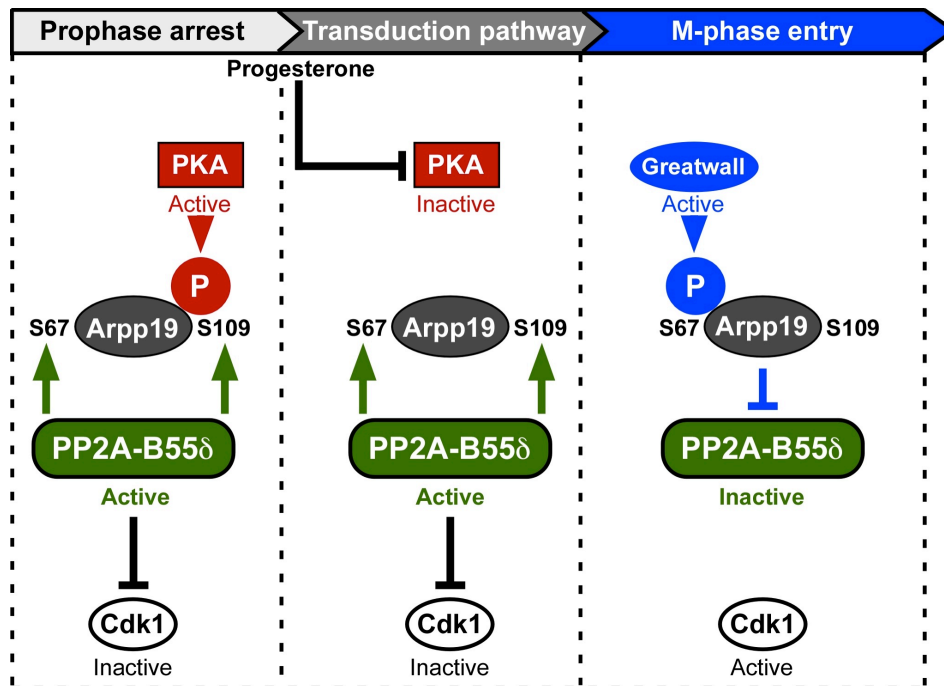 Prophase arrest
Transduction pathway
M-phase entry
Progesterone
PKA
Active
P
S67
Arpp19
S109
PP2A-B55δ
Active
Cdk1
Inactive
PKA
Inactive
S67
Arpp19
S109
PP2A-B55δ
Active
Cdk1
Inactive
Greatwall
Active
P
S67
Arpp19
S109
PP2A-B55δ
Inactive
Cdk1
Active